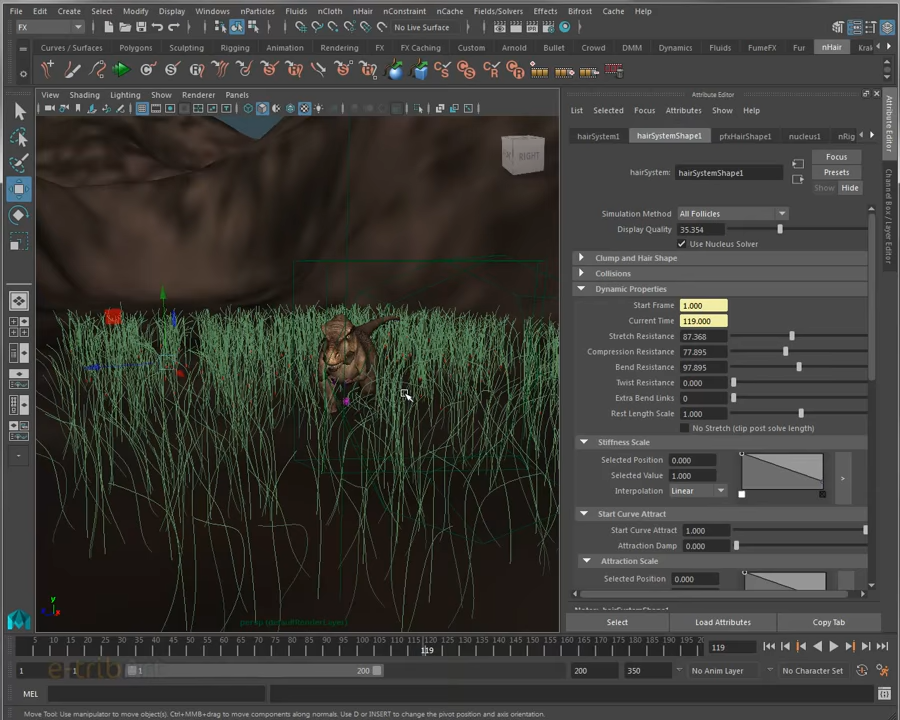 File Edit Create Select Modify Display Windows nParticles Fluids nCloth nHair nConstraint nCache Fields/Solvers Effects Bifrost Cache Help
FX No Live Surface
Curves / Surfaces Polygons Sculpting Rigging Animation Rendering FX FX Caching Custom Arnold Bullet Crowd DMM Dynamics Fluids FumeFX Fur nHair
View Shading Lighting Show Renderer Panels
RIGHT
persp (defaultRenderLayer)
Attribute Editor
List Selected Focus Attributes Show Help
hairSystem1 hairSystemShape1 pfxHairShape1 nucleus1 nRig
Focus
hairSystem: hairSystemShape1
Presets
Show Hide
Simulation Method All Follicles
Display Quality 35.354
Use Nucleus Solver
Clump and Hair Shape
Collisions
Dynamic Properties
Start Frame 1.000
Current Time 119.000
Stretch Resistance 87.368
Compression Resistance 77.895
Bend Resistance 97.895
Twist Resistance 0.000
Extra Bend Links 0
Rest Length Scale 1.000
No Stretch (clip post solve length)
Stiffness Scale
Selected Position 0.000
Selected Value 1.000
Interpolation Linear
>
Start Curve Attract
Start Curve Attract 1.000
Attraction Damp 0.000
Attraction Scale
Selected Position 0.000
Select Load Attributes Copy Tab
Attribute Editor
Channel Box / Layer Editor
5 10 15 20 25 30 35 40 45 50 55 60 65 70 75 80 85 90 95 100 105 110 115 120 125 130 135 140 145 150 155 160 165 170 175 180 185 190 195
119
119
1 1 1 200 200 350 No Anim Layer No Character Set
MEL
Move Tool: Use manipulator to move object(s). Ctrl+MMB+drag to move components along normals. Use D or INSERT to change the pivot position and axis orientation.